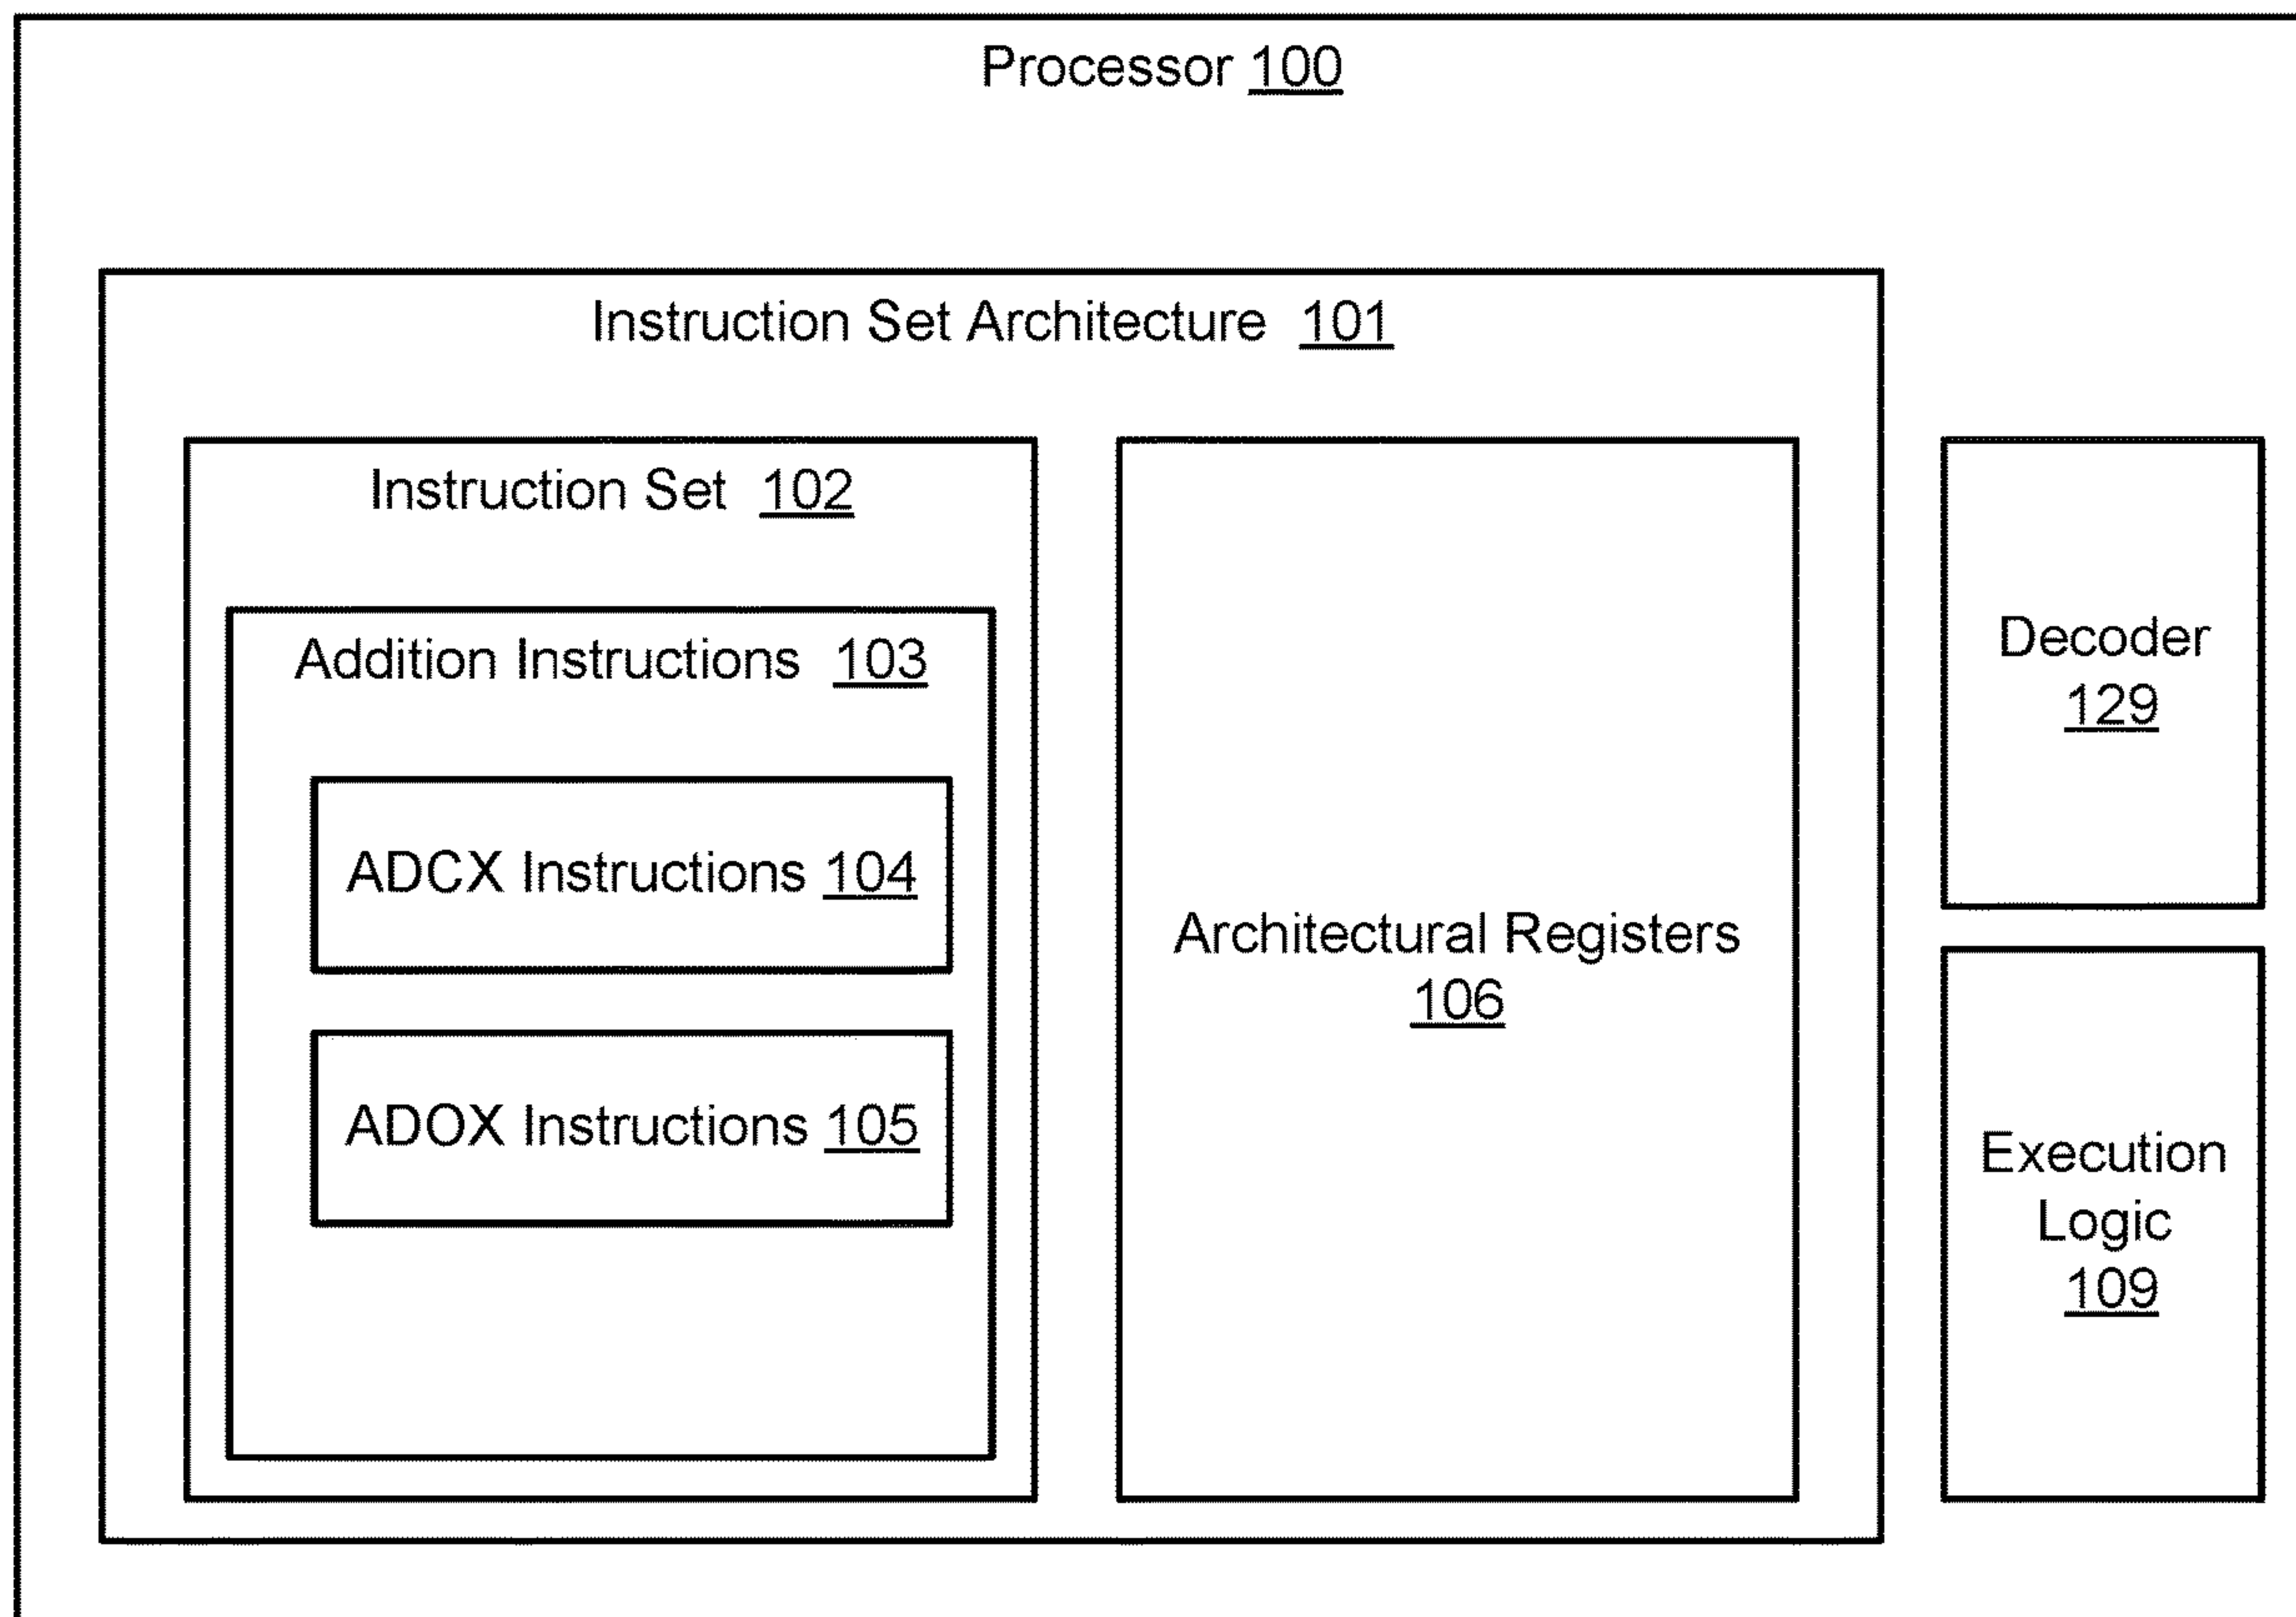 Processor 100
Instruction Set Architecture 101
Instruction Set 102
Addition Instructions 103
ADCX Instructions 104
ADOX Instructions 105
Architectural Registers
106
Decoder
129
Execution
Logic
109